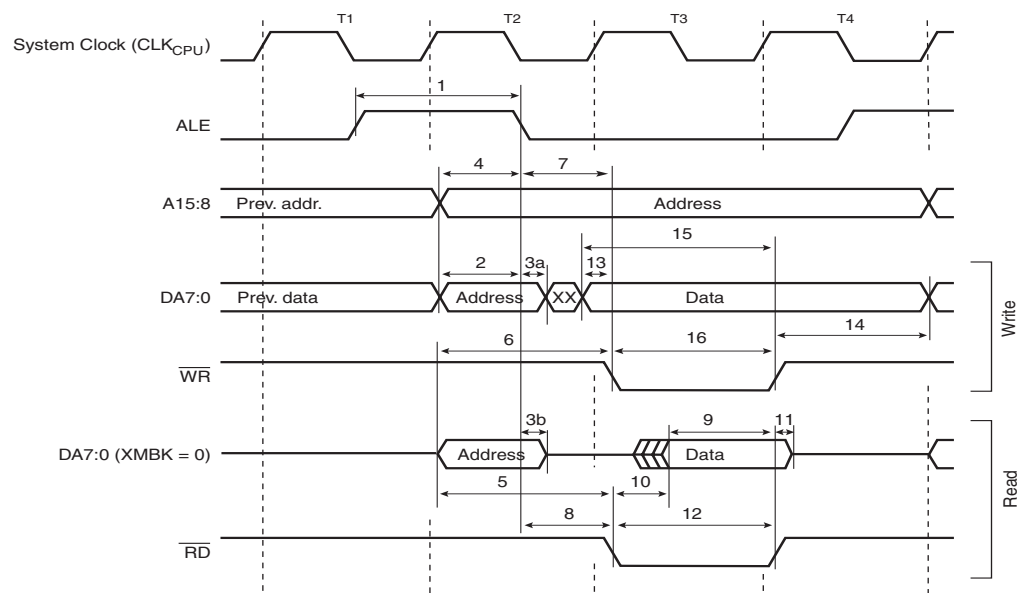 T1 T2 T3 T4
System Clock (CLKCPU)
1
ALE
4 7
A15:8 Prev. addr. Address
15
2 3a 13
DA7:0 Prev. data Address XX Data
14
6 16
WR
Write
3b 9 11
DA7:0 (XMBK = 0) Address Data
5 10
8 12
RD
Read